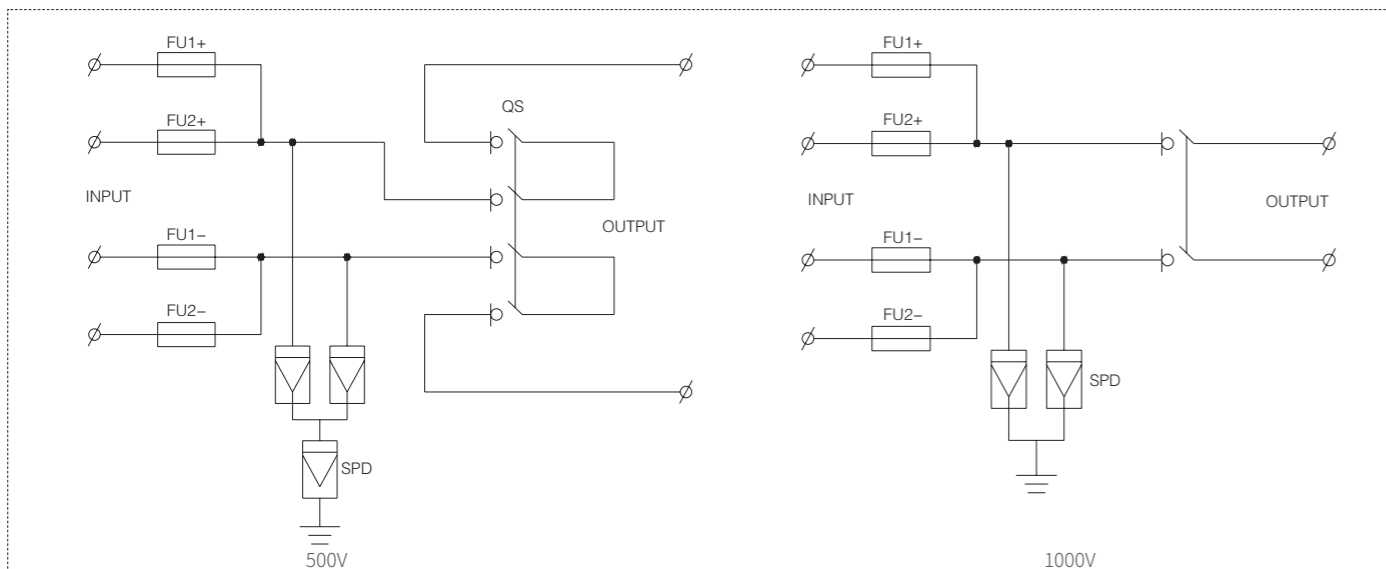 FU1+
FU2+
INPUT
FU1−
FU2−
QS
OUTPUT
SPD
500V
FU1+
FU2+
INPUT
FU1−
FU2−
OUTPUT
SPD
1000V